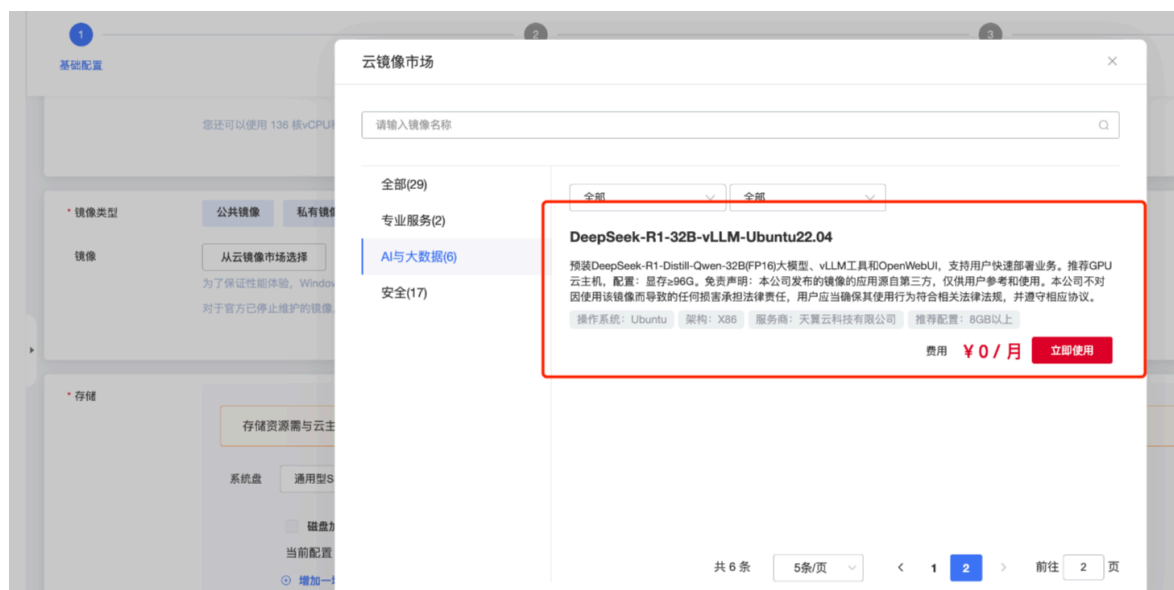 1
2
3
基础配置
云镜像市场
您还可以使用 136 核vCPU
请输入镜像名称
全部(29)
专业服务(2)
AI与大数据(6)
安全(17)
全部
全部
* 镜像类型
公共镜像
私有镜像
镜像
从云镜像市场选择
为了保证性能体验，Window
对于官方已停止维护的镜像
DeepSeek-R1-32B-vLLM-Ubuntu22.04
预装DeepSeek-R1-Distill-Qwen-32B(FP16)大模型、vLLM工具和OpenWebUI，支持用户快速部署业务。推荐GPU
云主机，配置：显存≥96G。免责声明：本公司发布的镜像的应用源自第三方，仅供用户参考和使用。本公司不对
因使用该镜像而导致的任何损害承担法律责任，用户应当确保其使用行为符合相关法律法规，并遵守相应协议。
操作系统：Ubuntu
架构：X86
服务商：天翼云科技有限公司
推荐配置：8GB以上
费用 ￥0/月
立即使用
* 存储
存储资源需与云主
系统盘
通用型S
磁盘加
当前配置
增加一
共 6 条
5条/页
1
2
前往 2 页